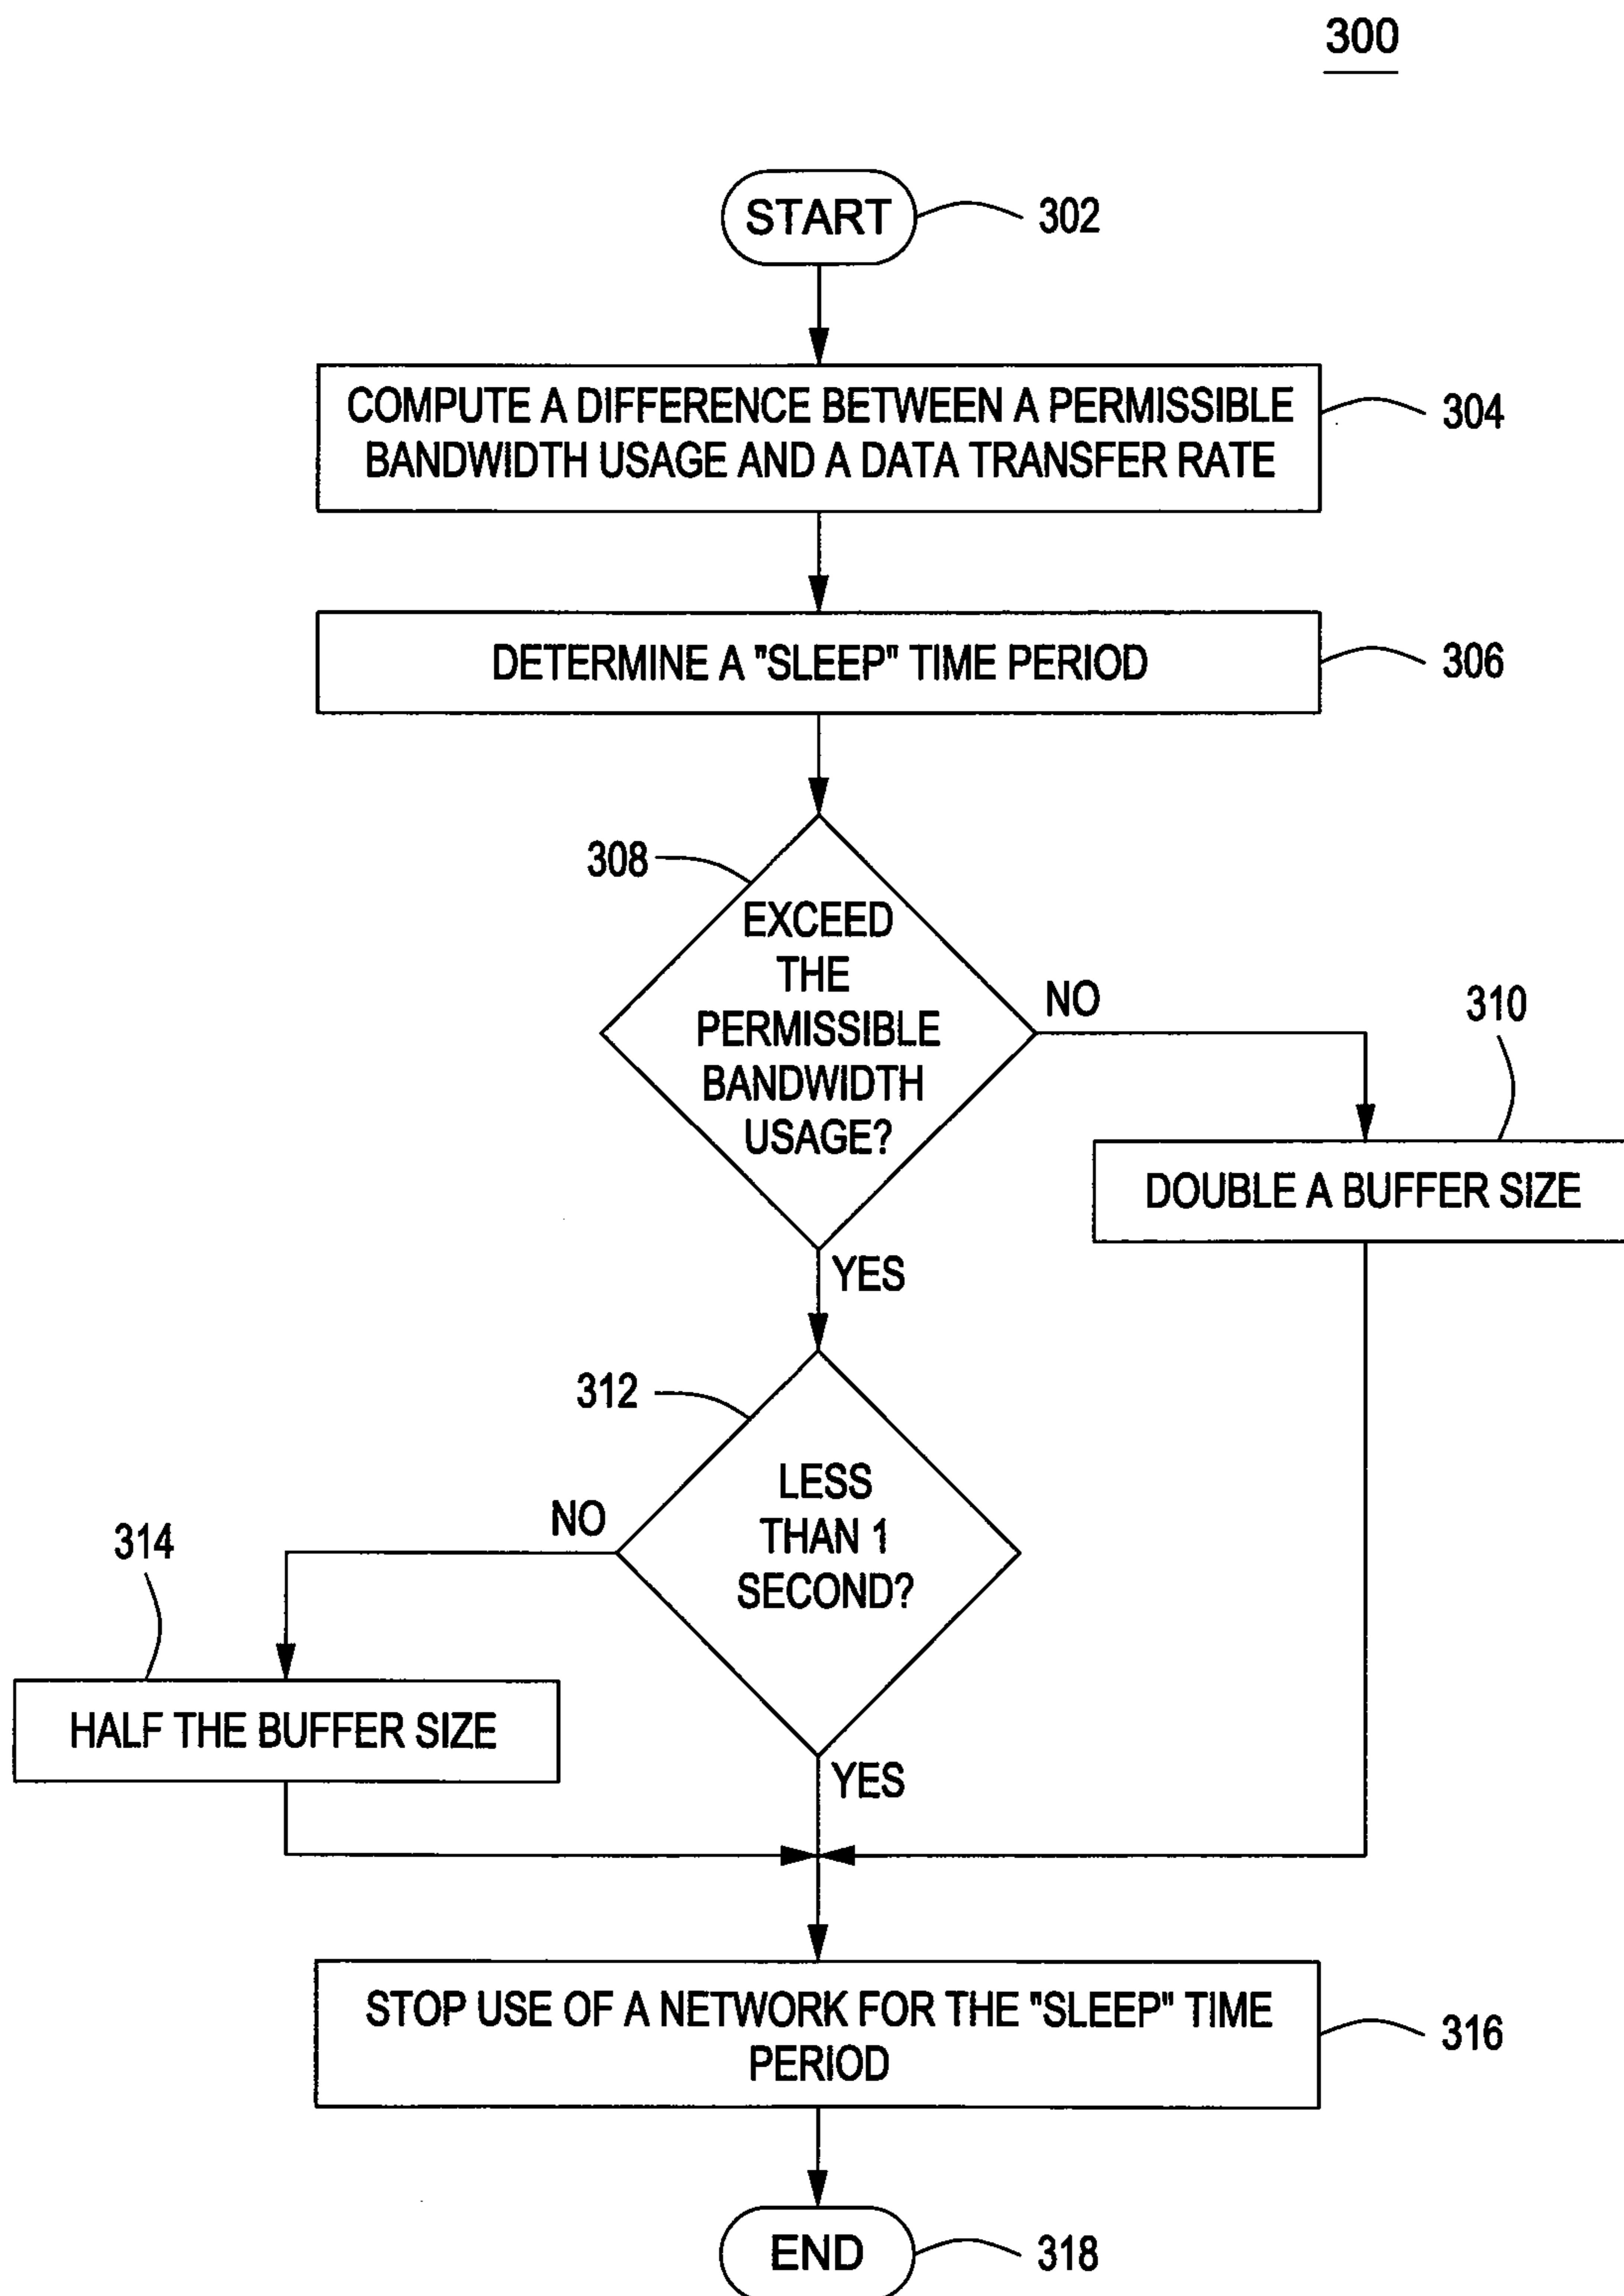 300
START
302
COMPUTE A DIFFERENCE BETWEEN A PERMISSIBLE
BANDWIDTH USAGE AND A DATA TRANSFER RATE
304
DETERMINE A "SLEEP" TIME PERIOD
306
308
EXCEED
THE
PERMISSIBLE
BANDWIDTH
USAGE?
NO
310
DOUBLE A BUFFER SIZE
YES
312
LESS
THAN 1
SECOND?
NO
314
HALF THE BUFFER SIZE
YES
STOP USE OF A NETWORK FOR THE "SLEEP" TIME
PERIOD
316
END
318